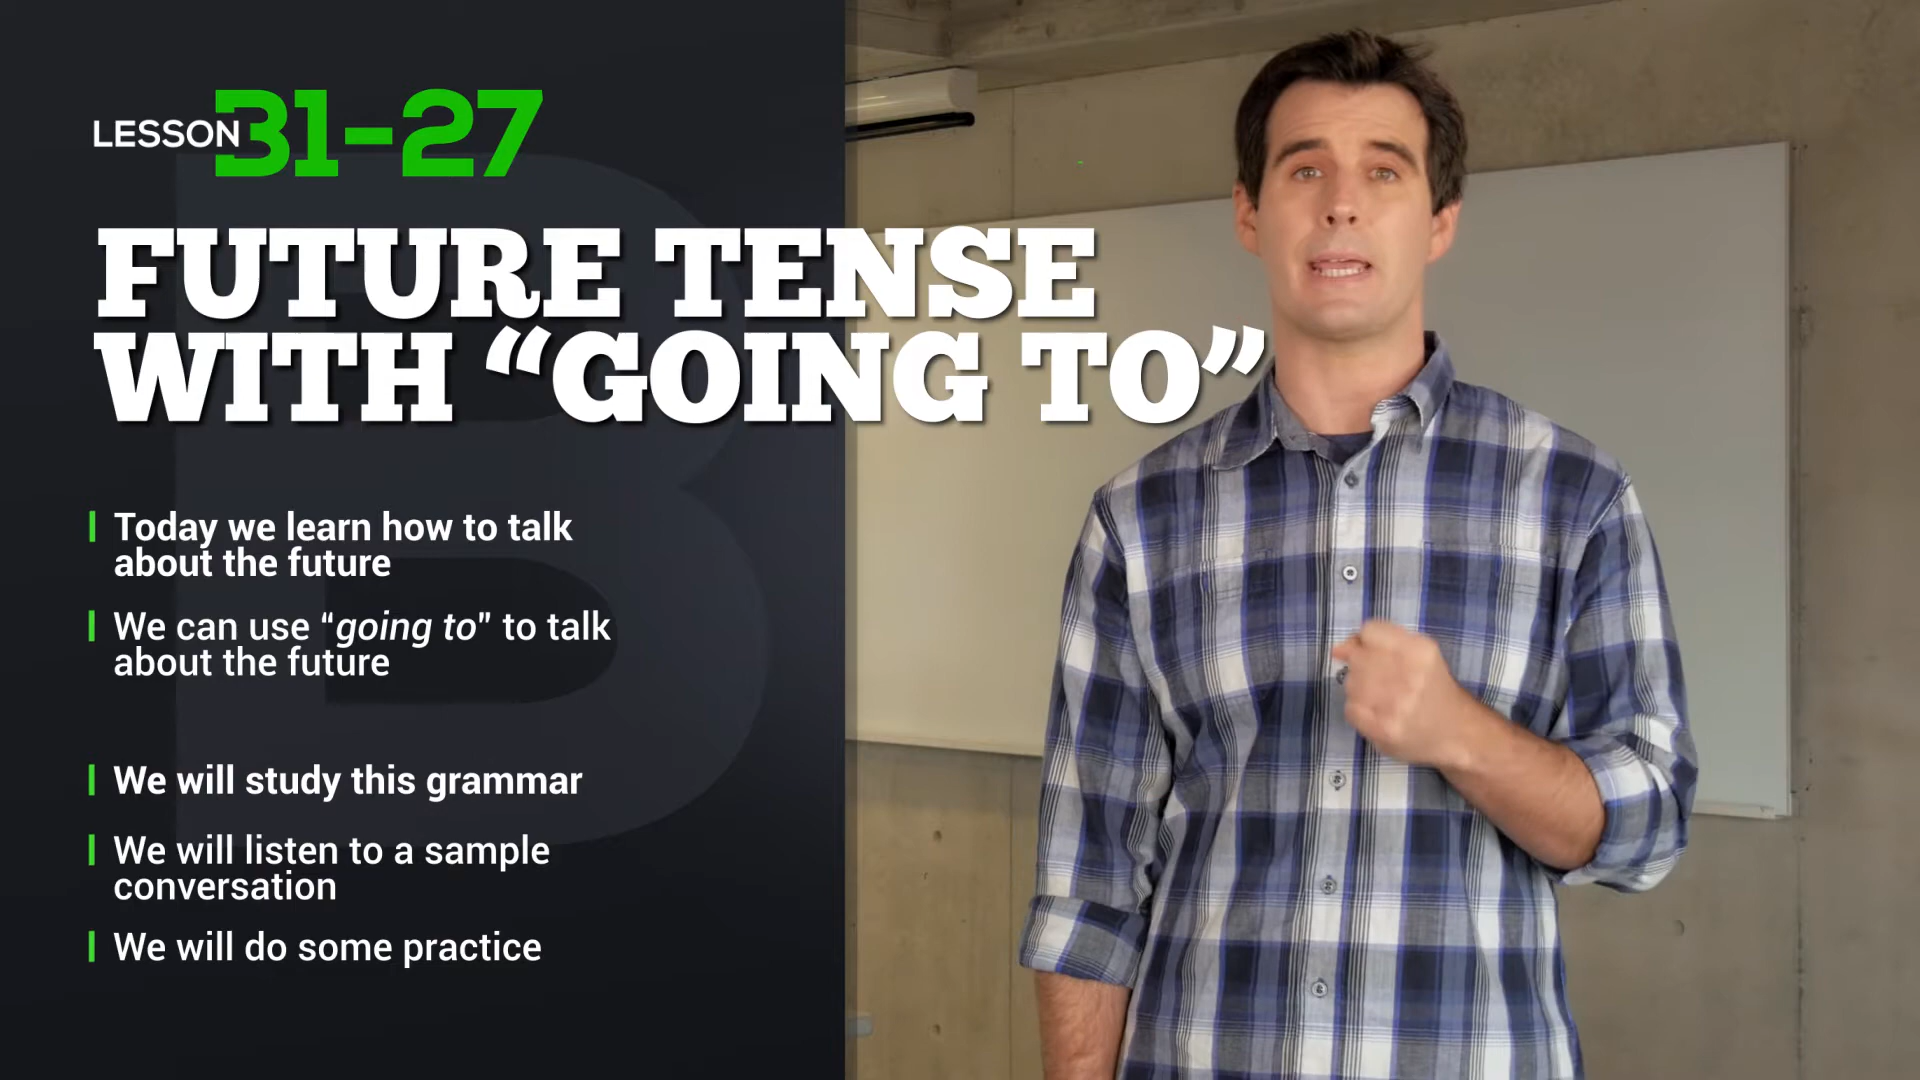 LESSON 31-27
FUTURE TENSE
WITH “GOING TO”
Today we learn how to talk
about the future
We can use “going to” to talk
about the future
We will study this grammar
We will listen to a sample
conversation
We will do some practice